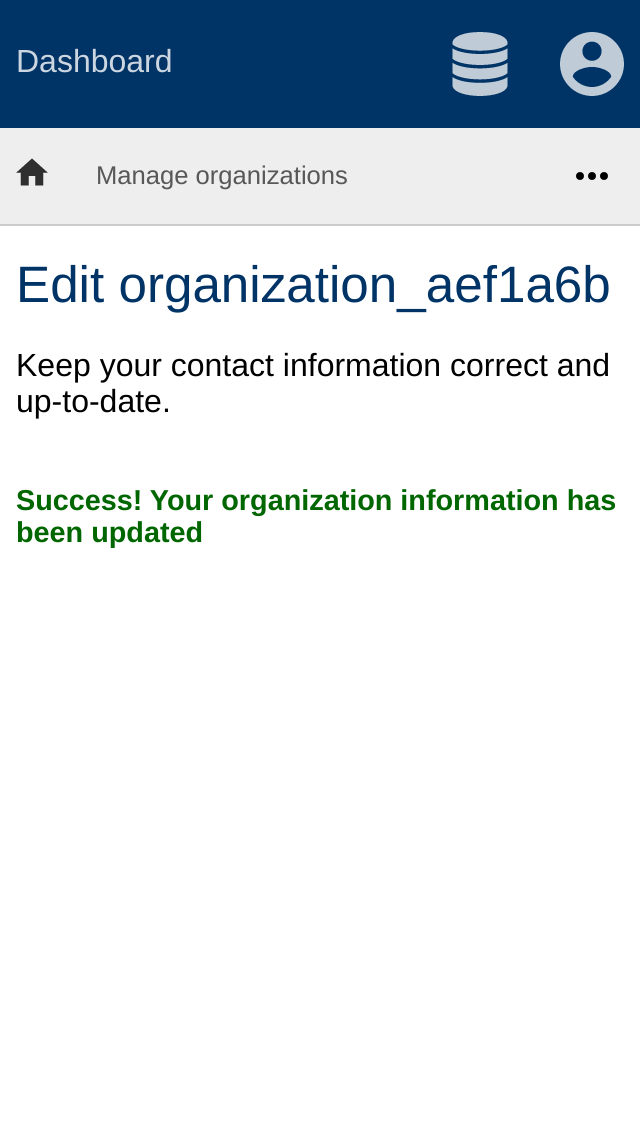 Dashboard
Manage organizations
Edit organization_aef1a6b
Keep your contact information correct and
up-to-date.
Success! Your organization information has
been updated